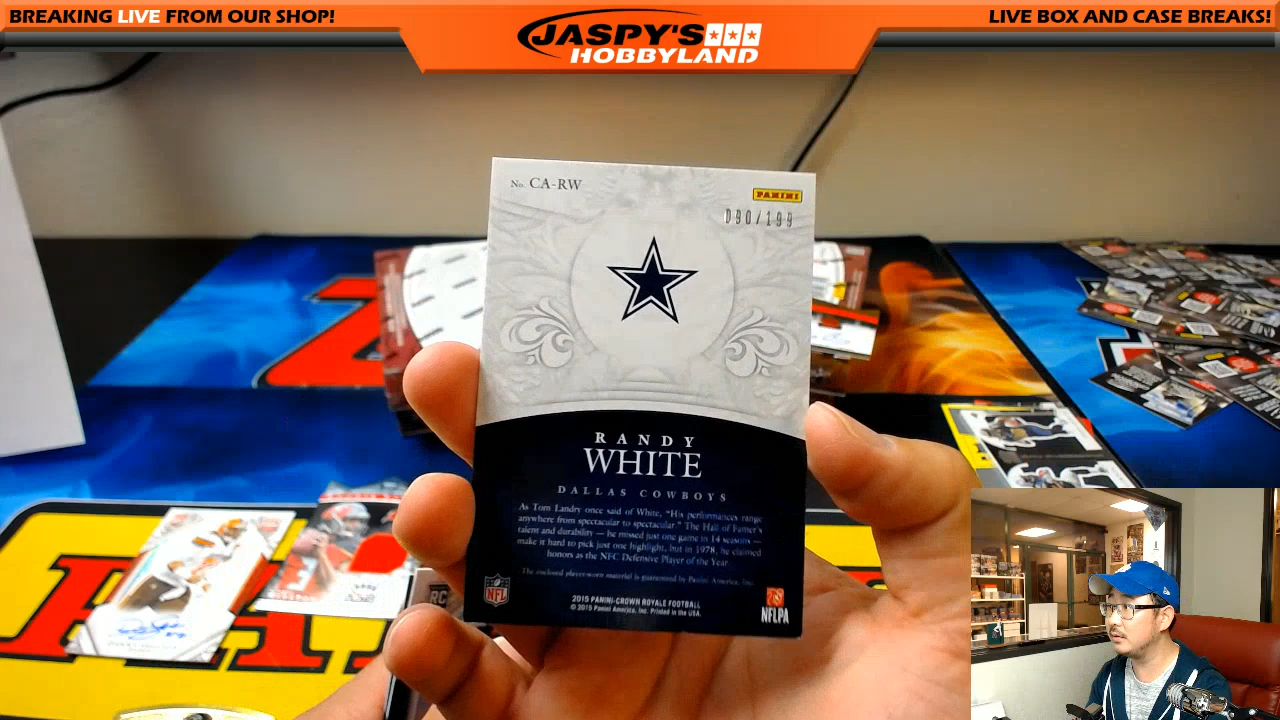 BREAKING LIVE FROM OUR SHOP!
JASPY'S
HOBBYLAND
LIVE BOX AND CASE BREAKS!
No. CA-RW
PANINI
090/199
RANDY
WHITE
DALLAS COWBOYS
As Tom Landry once said of White, "His performances range
anywhere from spectacular to spectacular." The Hall of Famer's
talent and durability — he missed just one game in 14 seasons —
make it hard to pick just one highlight, but in 1978, he claimed
honors as the NFC Defensive Player of the Year.
The enclosed player-worn material is guaranteed by Panini America, Inc.
NFL
2015 PANINI-CROWN ROYALE FOOTBALL
© 2015 Panini America, Inc. Printed in the USA.
NFLPA
RC